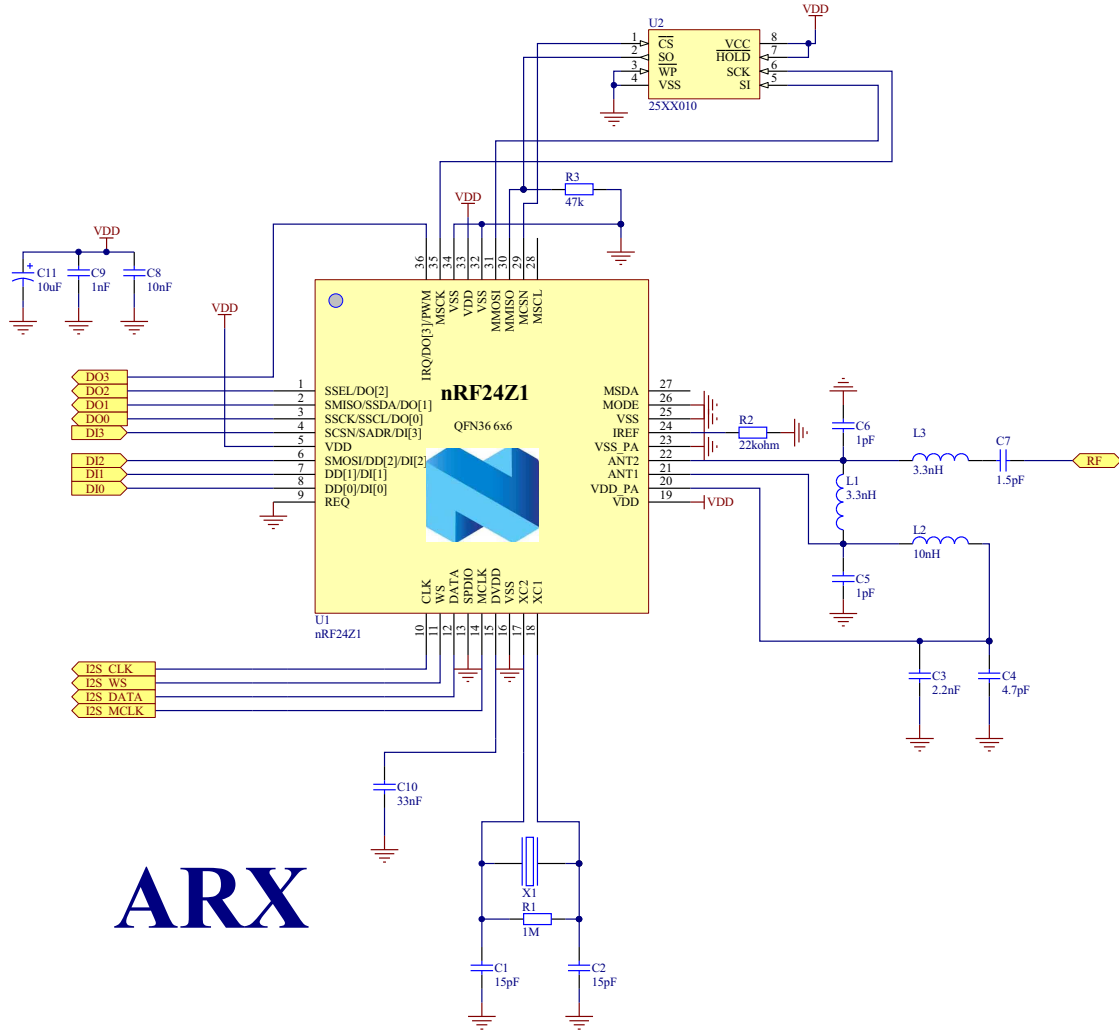 VDD
U2
1 CS VCC 8
2 SO HOLD 7
3 WP SCK 6
4 VSS SI 5
25XX010
R3
47k
VDD
VDD
C11 C9 C8
+
10uF 1nF 10nF
VDD
36 35 34 33 32 31 30 29 28
IRQ/DO[3]/PWM MSCK VSS VDD VSS MMOSI MMISO MCSN MSCL
DO3
DO2
DO1
DO0
DI3
DI2
DI1
DI0
1 SSEL/DO[2]
2 SMISO/SSDA/DO[1]
3 SSCK/SSCL/DO[0]
4 SCSN/SADR/DI[3]
5 VDD
6 SMOSI/DD[2]/DI[2]
7 DD[1]/DI[1]
8 DD[0]/DI[0]
9 REQ
nRF24Z1
QFN36 6x6
MSDA 27
MODE 26
VSS 25
IREF 24
VSS_PA 23
ANT2 22
ANT1 21
VDD_PA 20
VDD 19
VDD
R2
22kohm
C6
1pF
L3
3.3nH
C7
1.5pF
RF
L1
3.3nH
L2
10nH
C5
1pF
C3
2.2nF
C4
4.7pF
CLK WS DATA SPDIO MCLK DVDD VSS XC2 XC1
10 11 12 13 14 15 16 17 18
U1
nRF24Z1
I2S_CLK
I2S_WS
I2S_DATA
I2S_MCLK
C10
33nF
X1
R1
1M
C1
15pF
C2
15pF
ARX